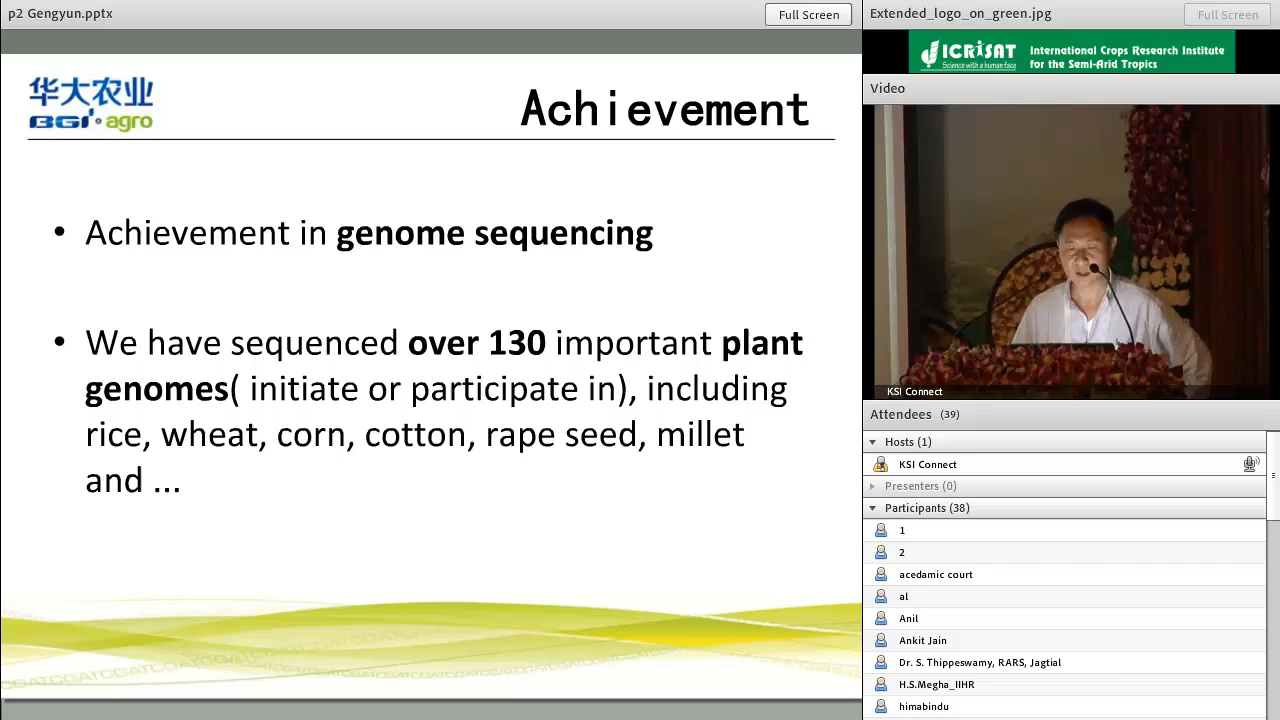 p2 Gengyun.pptx
Full Screen
华大农业
BGI·agro
Achievement
• Achievement in genome sequencing
• We have sequenced over 130 important plant
genomes( initiate or participate in), including
rice, wheat, corn, cotton, rape seed, millet
and ...
Extended_logo_on_green.jpg
Full Screen
ICRISAT
Science with a human face
International Crops Research Institute
for the Semi-Arid Tropics
Video
KSI Connect
Attendees (39)
Hosts (1)
KSI Connect
Presenters (0)
Participants (38)
1
2
acedamic court
al
Anil
Ankit Jain
Dr. S. Thippeswamy, RARS, Jagtial
H.S.Megha_IIHR
himabindu